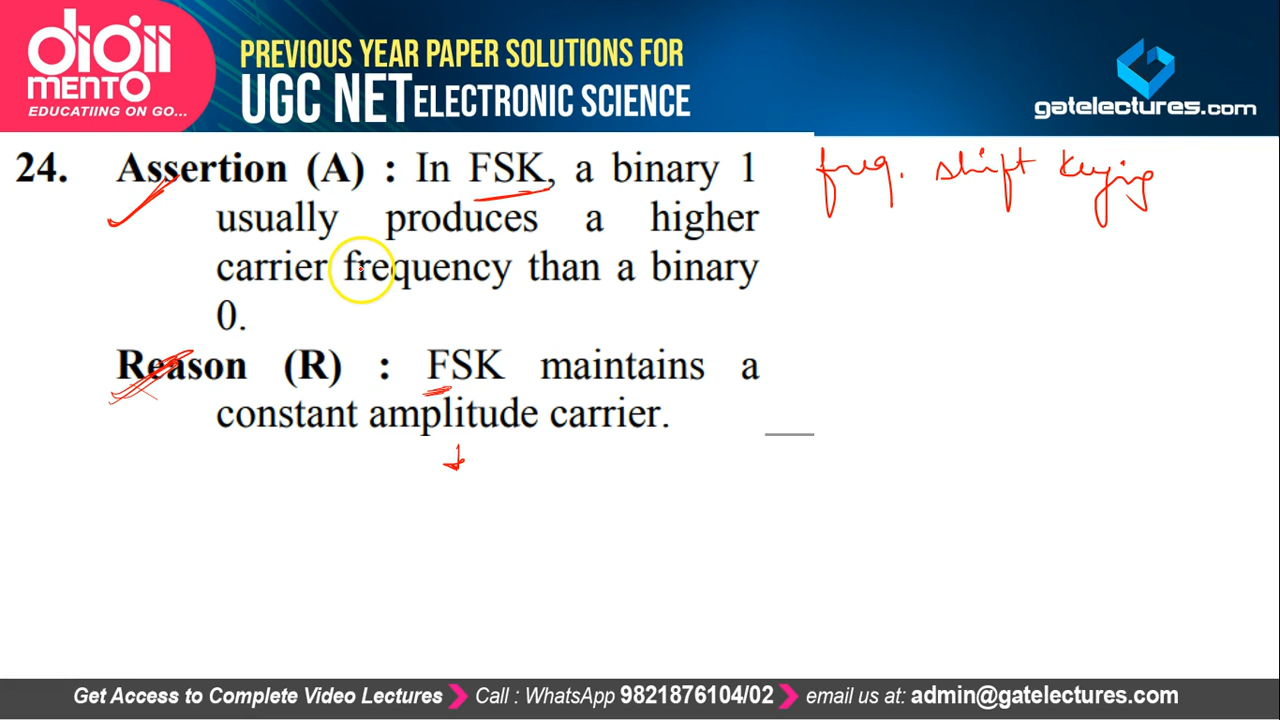 digii
MENTO
EDUCATIING ON GO...
PREVIOUS YEAR PAPER SOLUTIONS FOR
UGC NET ELECTRONIC SCIENCE
gatelectures.com
24. Assertion (A) : In FSK, a binary 1
usually produces a higher
carrier frequency than a binary
0.
Reason (R) : FSK maintains a
constant amplitude carrier.
freq. shift keying
Get Access to Complete Video Lectures Call : WhatsApp 9821876104/02 email us at: admin@gatelectures.com